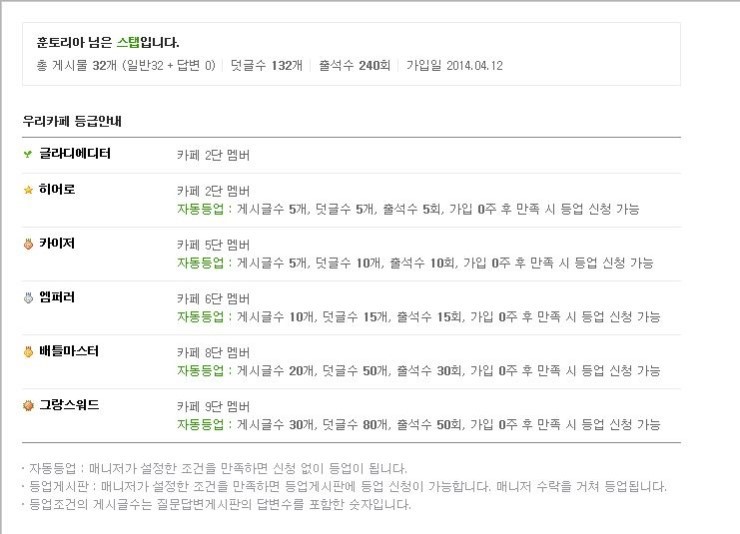 훈토리아 님은 스탭입니다.
총 게시물 32개 (일반32 + 답변 0) 덧글수 132개 출석수 240회 가입일 2014.04.12
우리카페 등급안내
글라디에디터 카페 2단 멤버
히어로 카페 2단 멤버
자동등업 : 게시글수 5개, 덧글수 5개, 출석수 5회, 가입 0주 후 만족 시 등업 신청 가능
카이저 카페 5단 멤버
자동등업 : 게시글수 5개, 덧글수 10개, 출석수 10회, 가입 0주 후 만족 시 등업 신청 가능
엠퍼러 카페 6단 멤버
자동등업 : 게시글수 10개, 덧글수 15개, 출석수 15회, 가입 0주 후 만족 시 등업 신청 가능
배틀마스터 카페 8단 멤버
자동등업 : 게시글수 20개, 덧글수 50개, 출석수 30회, 가입 0주 후 만족 시 등업 신청 가능
그랑스워드 카페 9단 멤버
자동등업 : 게시글수 30개, 덧글수 80개, 출석수 50회, 가입 0주 후 만족 시 등업 신청 가능
· 자동등업 : 매니저가 설정한 조건을 만족하면 신청 없이 등업이 됩니다.
· 등업게시판 : 매니저가 설정한 조건을 만족하면 등업게시판에 등업 신청이 가능합니다. 매니저 수락을 거쳐 등업됩니다.
· 등업조건의 게시글수는 질문답변게시판의 답변수를 포함한 숫자입니다.